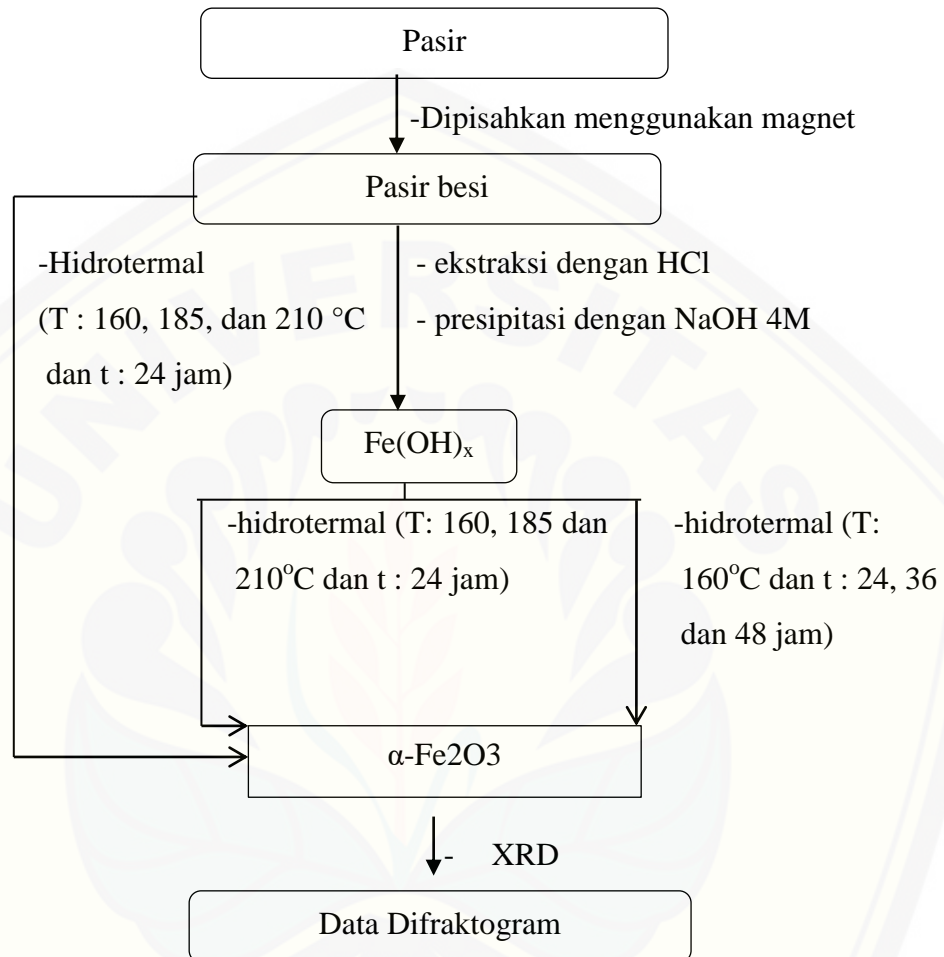 Pasir
-Dipisahkan menggunakan magnet
Pasir besi
-Hidrotermal
(T : 160, 185, dan 210 °C
dan t : 24 jam)
- ekstraksi dengan HCl
- presipitasi dengan NaOH 4M
Fe(OH)ₓ
-hidrotermal (T: 160, 185 dan
210°C dan t : 24 jam)
-hidrotermal (T:
160°C dan t : 24, 36
dan 48 jam)
α-Fe2O3
- XRD
Data Difraktogram
UNIVERSITAS